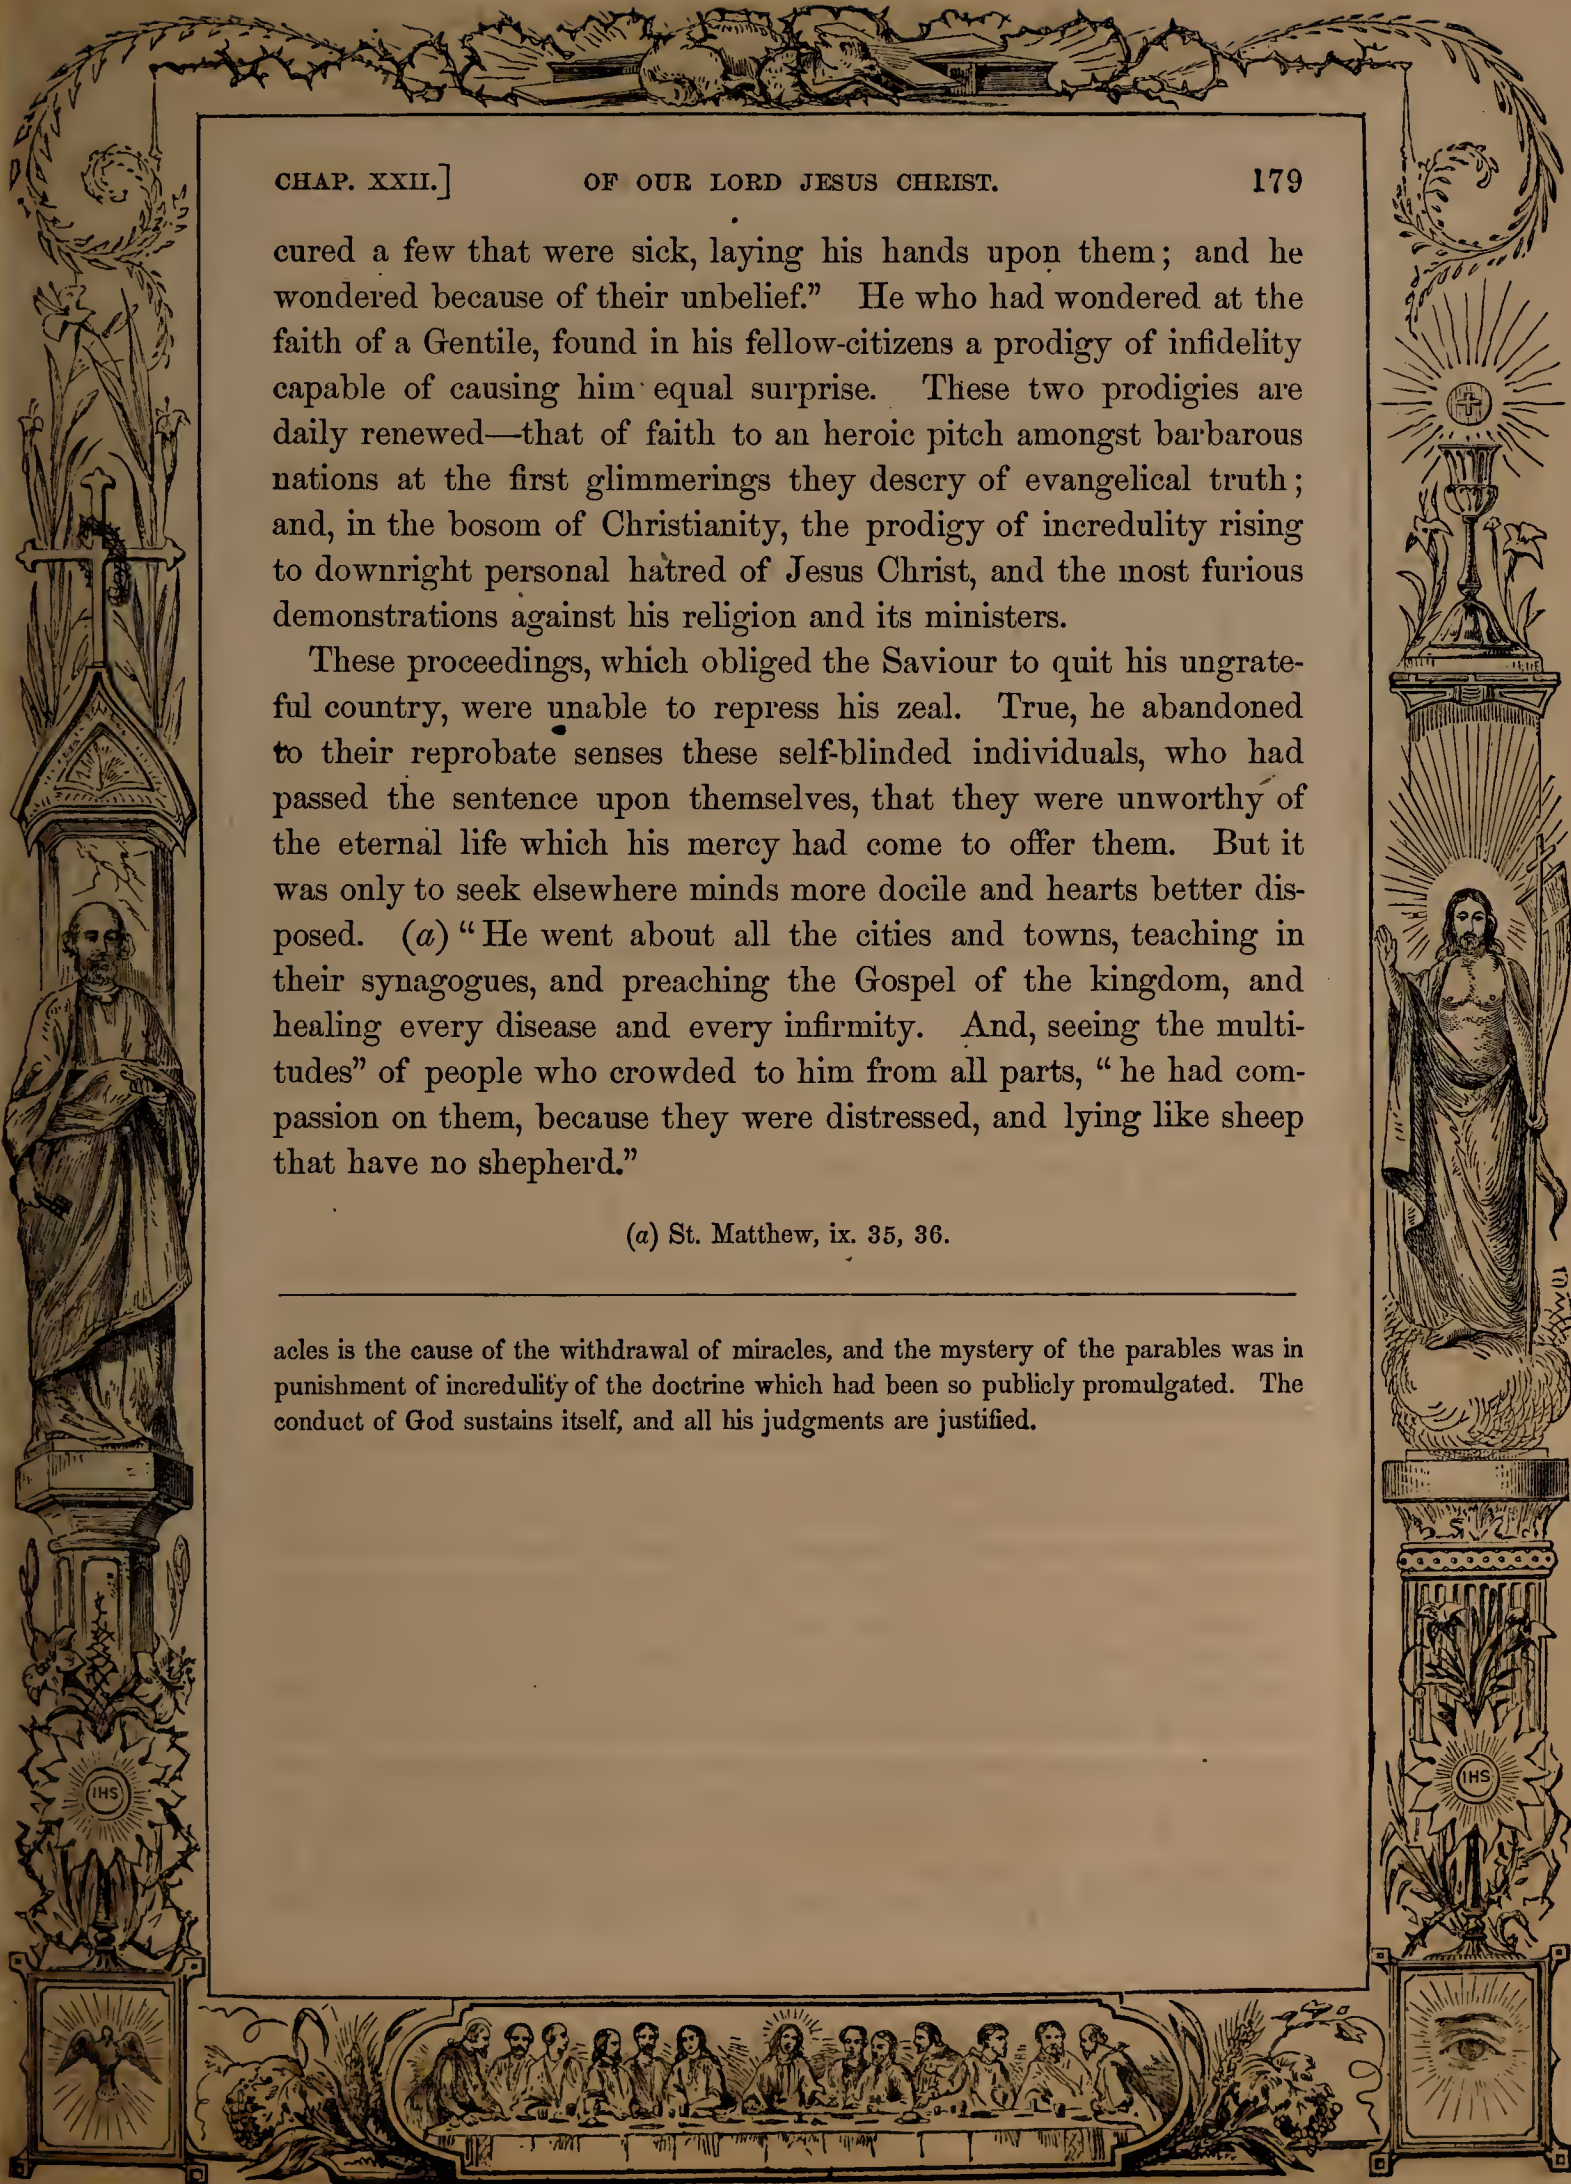 CHAP. XXII.] OF OUR LORD JESUS CHRIST. 179
cured a few that were sick, laying his hands upon them; and he
wondered because of their unbelief.” He who had wondered at the
faith of a Gentile, found in his fellow-citizens a prodigy of infidelity
capable of causing him equal surprise. These two prodigies are
daily renewed—that of faith to an heroic pitch amongst barbarous
nations at the first glimmerings they descry of evangelical truth;
and, in the bosom of Christianity, the prodigy of incredulity rising
to downright personal hatred of Jesus Christ, and the most furious
demonstrations against his religion and its ministers.
These proceedings, which obliged the Saviour to quit his ungrate-
ful country, were unable to repress his zeal. True, he abandoned
to their reprobate senses these self-blinded individuals, who had
passed the sentence upon themselves, that they were unworthy of
the eternal life which his mercy had come to offer them. But it
was only to seek elsewhere minds more docile and hearts better dis-
posed. (a) “He went about all the cities and towns, teaching in
their synagogues, and preaching the Gospel of the kingdom, and
healing every disease and every infirmity. And, seeing the multi-
tudes” of people who crowded to him from all parts, “he had com-
passion on them, because they were distressed, and lying like sheep
that have no shepherd.”
(a) St. Matthew, ix. 35, 36.
acles is the cause of the withdrawal of miracles, and the mystery of the parables was in
punishment of incredulity of the doctrine which had been so publicly promulgated. The
conduct of God sustains itself, and all his judgments are justified.
IHS
IHS